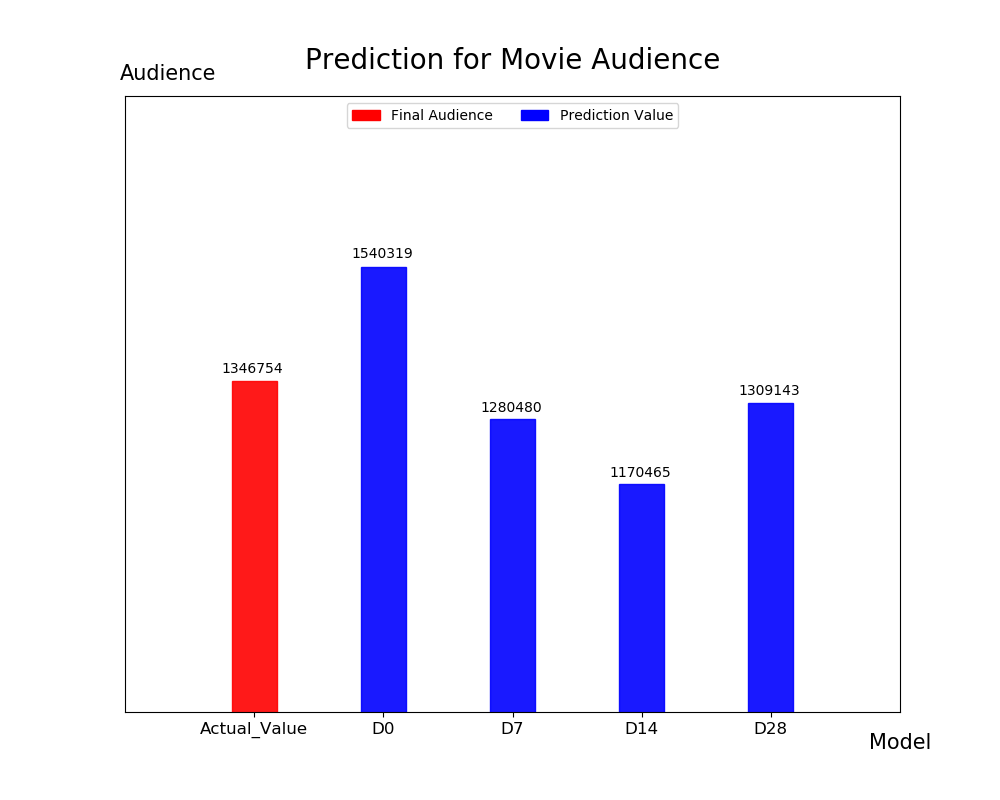 Prediction for Movie Audience
Audience
Final Audience Prediction Value
1540319
1346754
1309143
1280480
1170465
Actual_Value D0 D7 D14 D28
Model